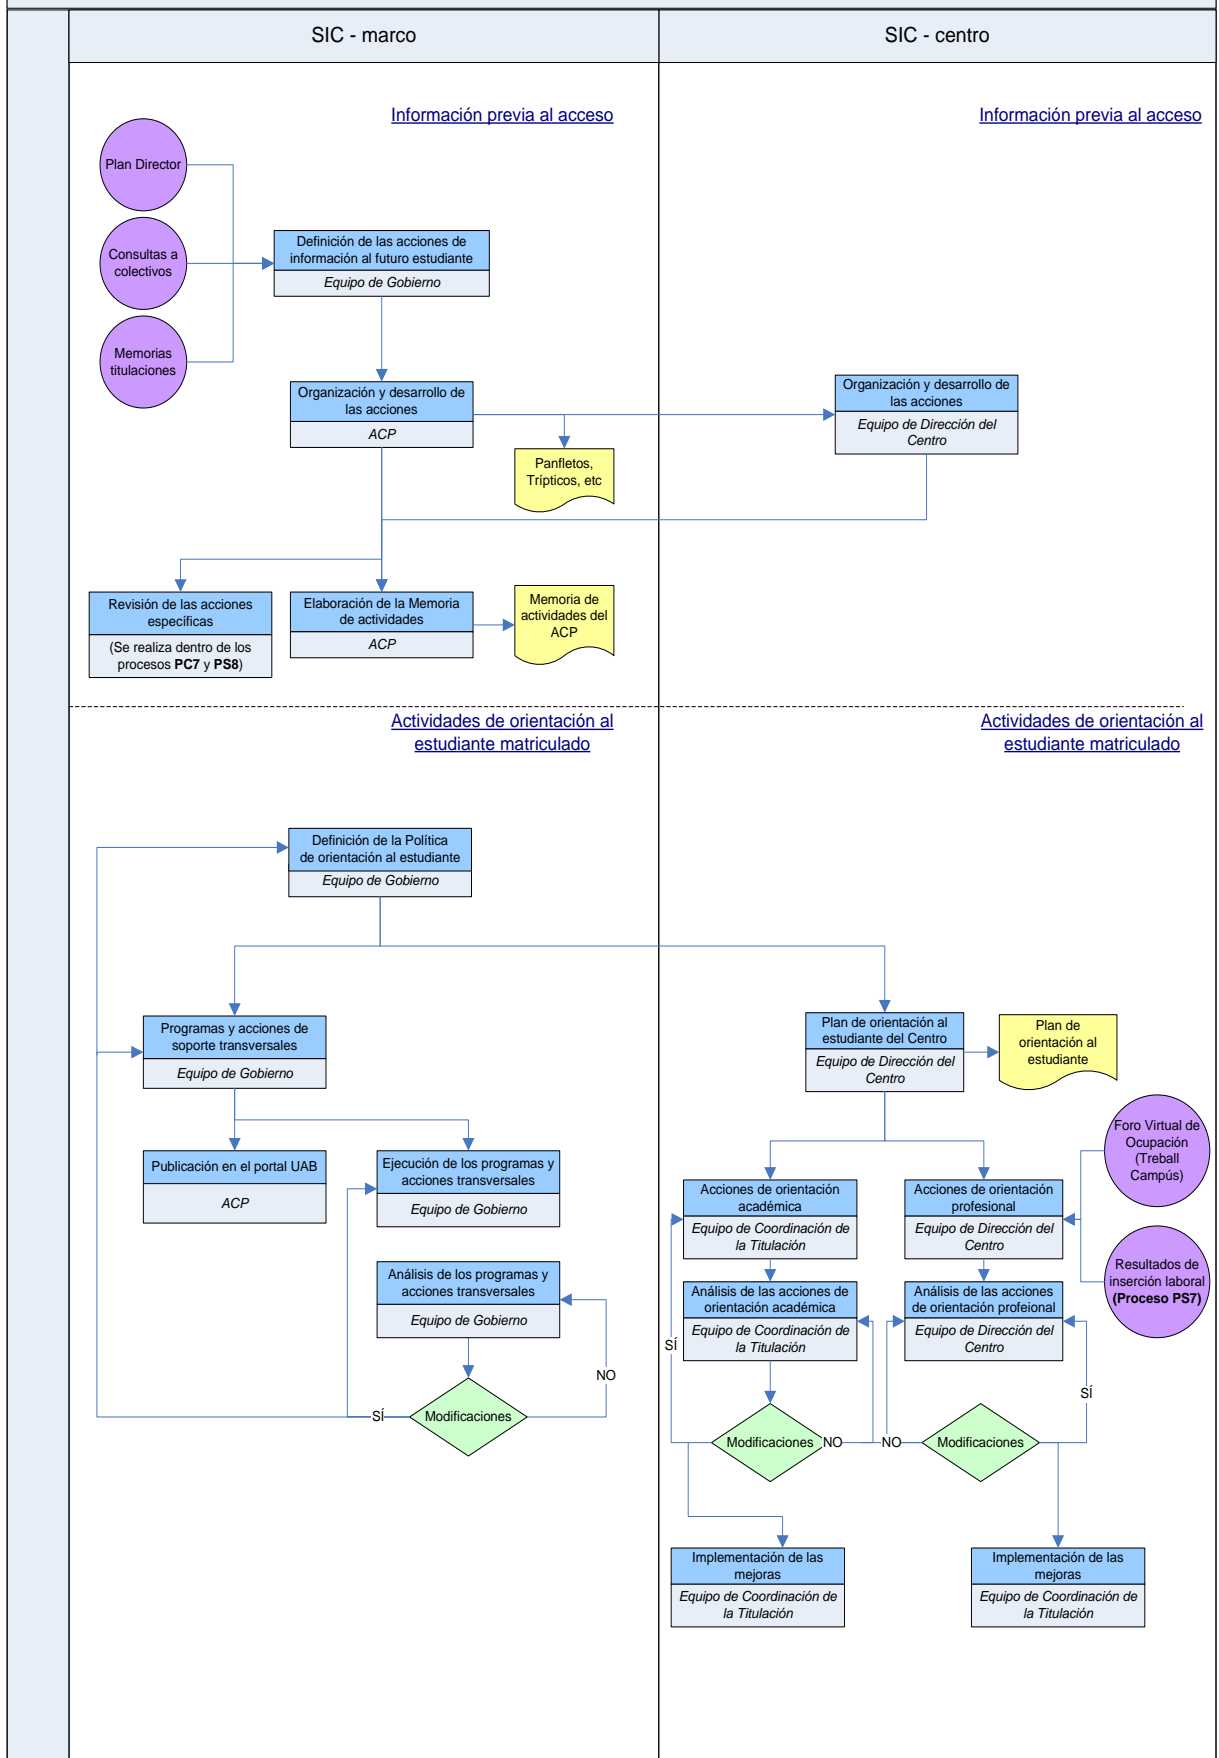 SIC - marco
SIC - centro
Información previa al acceso
Información previa al acceso
Plan Director
Consultas a
colectivos
Memorias
titulaciones
Definición de las acciones de
información al futuro estudiante
Equipo de Gobierno
Organización y desarrollo de
las acciones
ACP
Organización y desarrollo de
las acciones
Equipo de Dirección del
Centro
Panfletos,
Trípticos, etc
Revisión de las acciones
específicas
(Se realiza dentro de los
procesos PC7 y PS8)
Elaboración de la Memoria
de actividades
ACP
Memoria de
actividades del
ACP
Actividades de orientación al
estudiante matriculado
Actividades de orientación al
estudiante matriculado
Definición de la Política
de orientación al estudiante
Equipo de Gobierno
Programas y acciones de
soporte transversales
Equipo de Gobierno
Plan de orientación al
estudiante del Centro
Equipo de Dirección del
Centro
Plan de
orientación al
estudiante
Publicación en el portal UAB
ACP
Ejecución de los programas y
acciones transversales
Equipo de Gobierno
Foro Virtual de
Ocupación
(Treball
Campús)
Acciones de orientación
académica
Equipo de Coordinación de
la Titulación
Acciones de orientación
profesional
Equipo de Dirección del
Centro
Resultados de
inserción laboral
(Proceso PS7)
Análisis de los programas y
acciones transversales
Equipo de Gobierno
Análisis de las acciones de
orientación académica
Equipo de Coordinación de
la Titulación
Análisis de las acciones
de orientación profeional
Equipo de Dirección del
Centro
SÍ
NO
SÍ
SÍ
Modificaciones
Modificaciones
NO
NO
Modificaciones
Implementación de las
mejoras
Equipo de Coordinación de
la Titulación
Implementación de las
mejoras
Equipo de Coordinación de
la Titulación